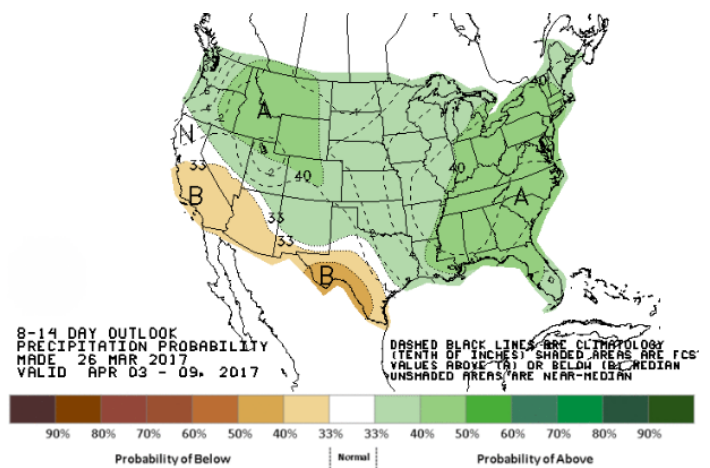 40
A
N
33
40
40
A
B
33
33
B
8-14 DAY OUTLOOK
PRECIPITATION PROBABILITY
MADE 26 MAR 2017
VALID APR 03 - 09, 2017
DASHED BLACK LINES ARE CLIMATOLOGY
(TENTH OF INCHES) SHADED AREAS ARE FCST
VALUES ABOVE (A) OR BELOW (B) MEDIAN
UNSHADED AREAS ARE NEAR-MEDIAN
90% 80% 70% 60% 50% 40% 33% 33% 40% 50% 60% 70% 80% 90%
Probability of Below Normal Probability of Above